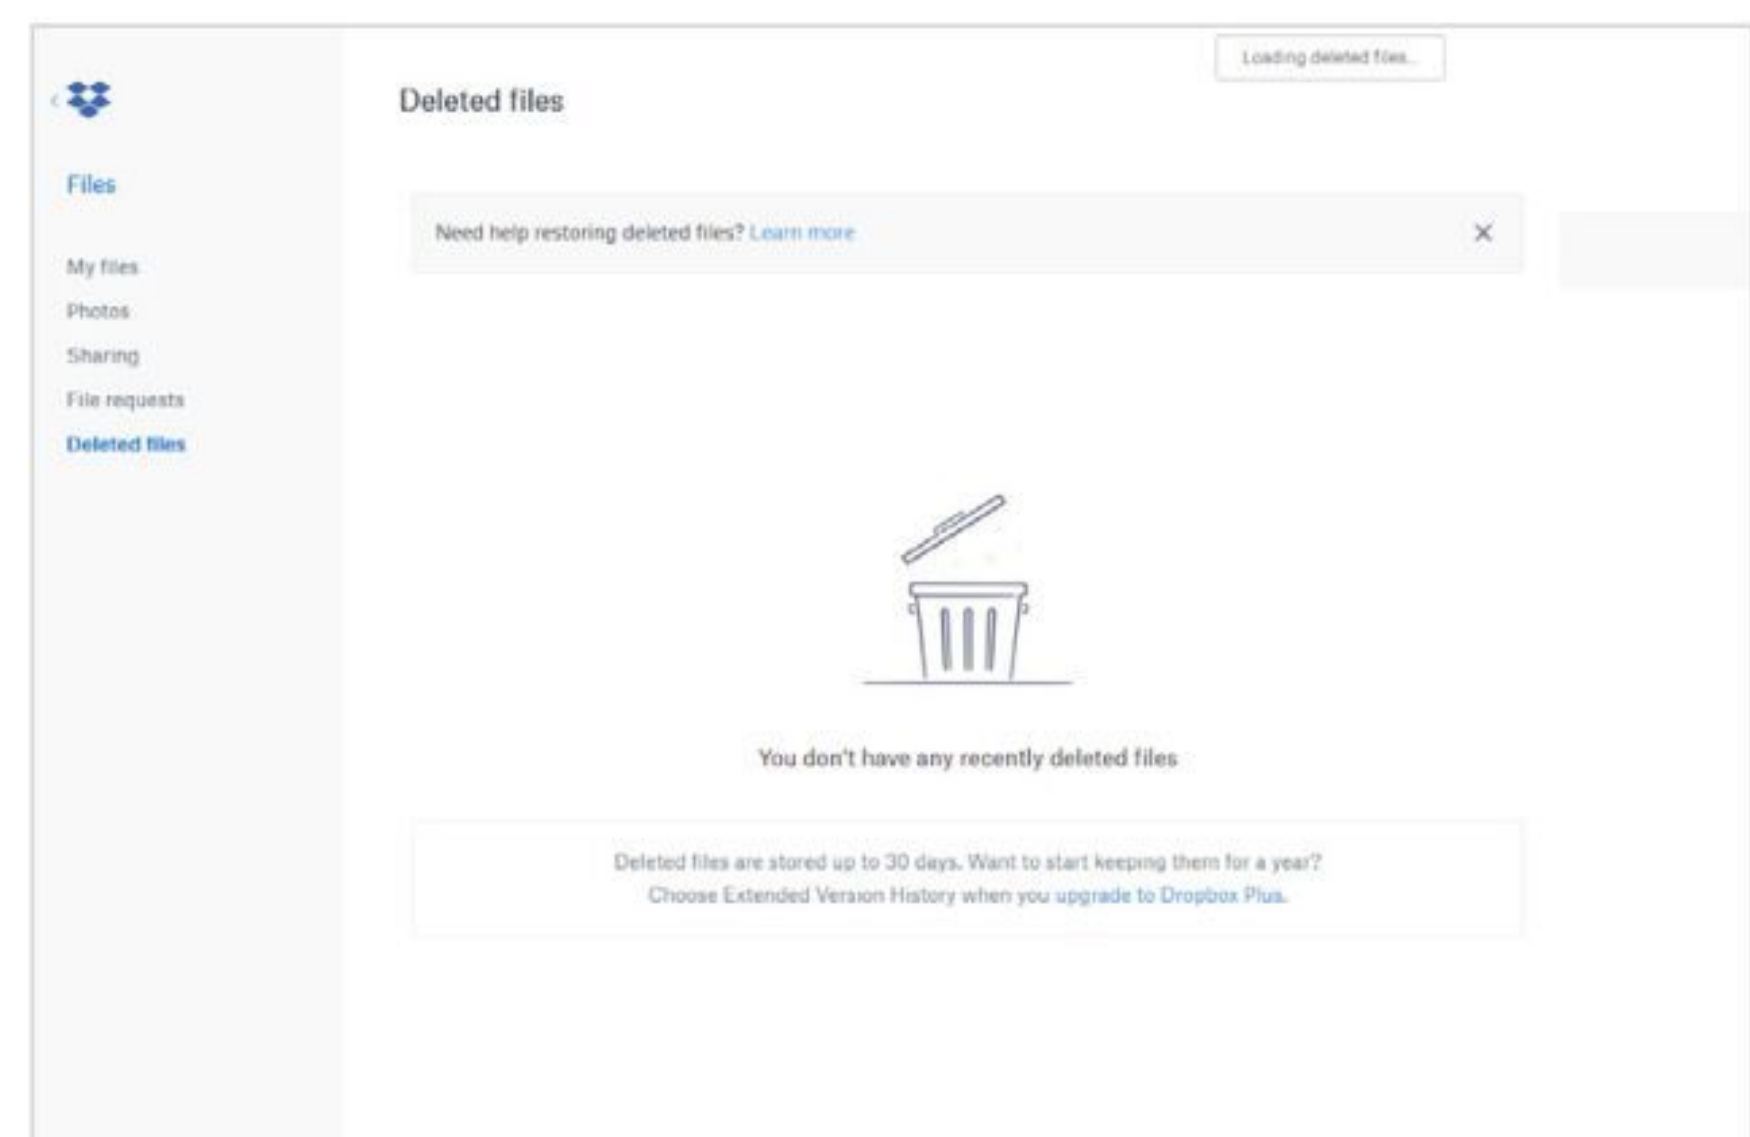 Loading deleted files...
Deleted files
Files
Need help restoring deleted files? Learn more
My files
Photos
Sharing
File requests
Deleted files
You don't have any recently deleted files
Deleted files are stored up to 30 days. Want to start keeping them for a year?
Choose Extended Version History when you upgrade to Dropbox Plus.